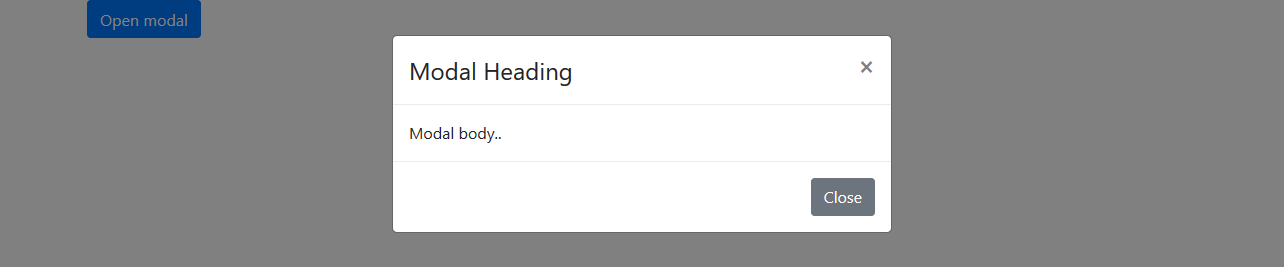 Open modal
Modal Heading
×
Modal body..
Close